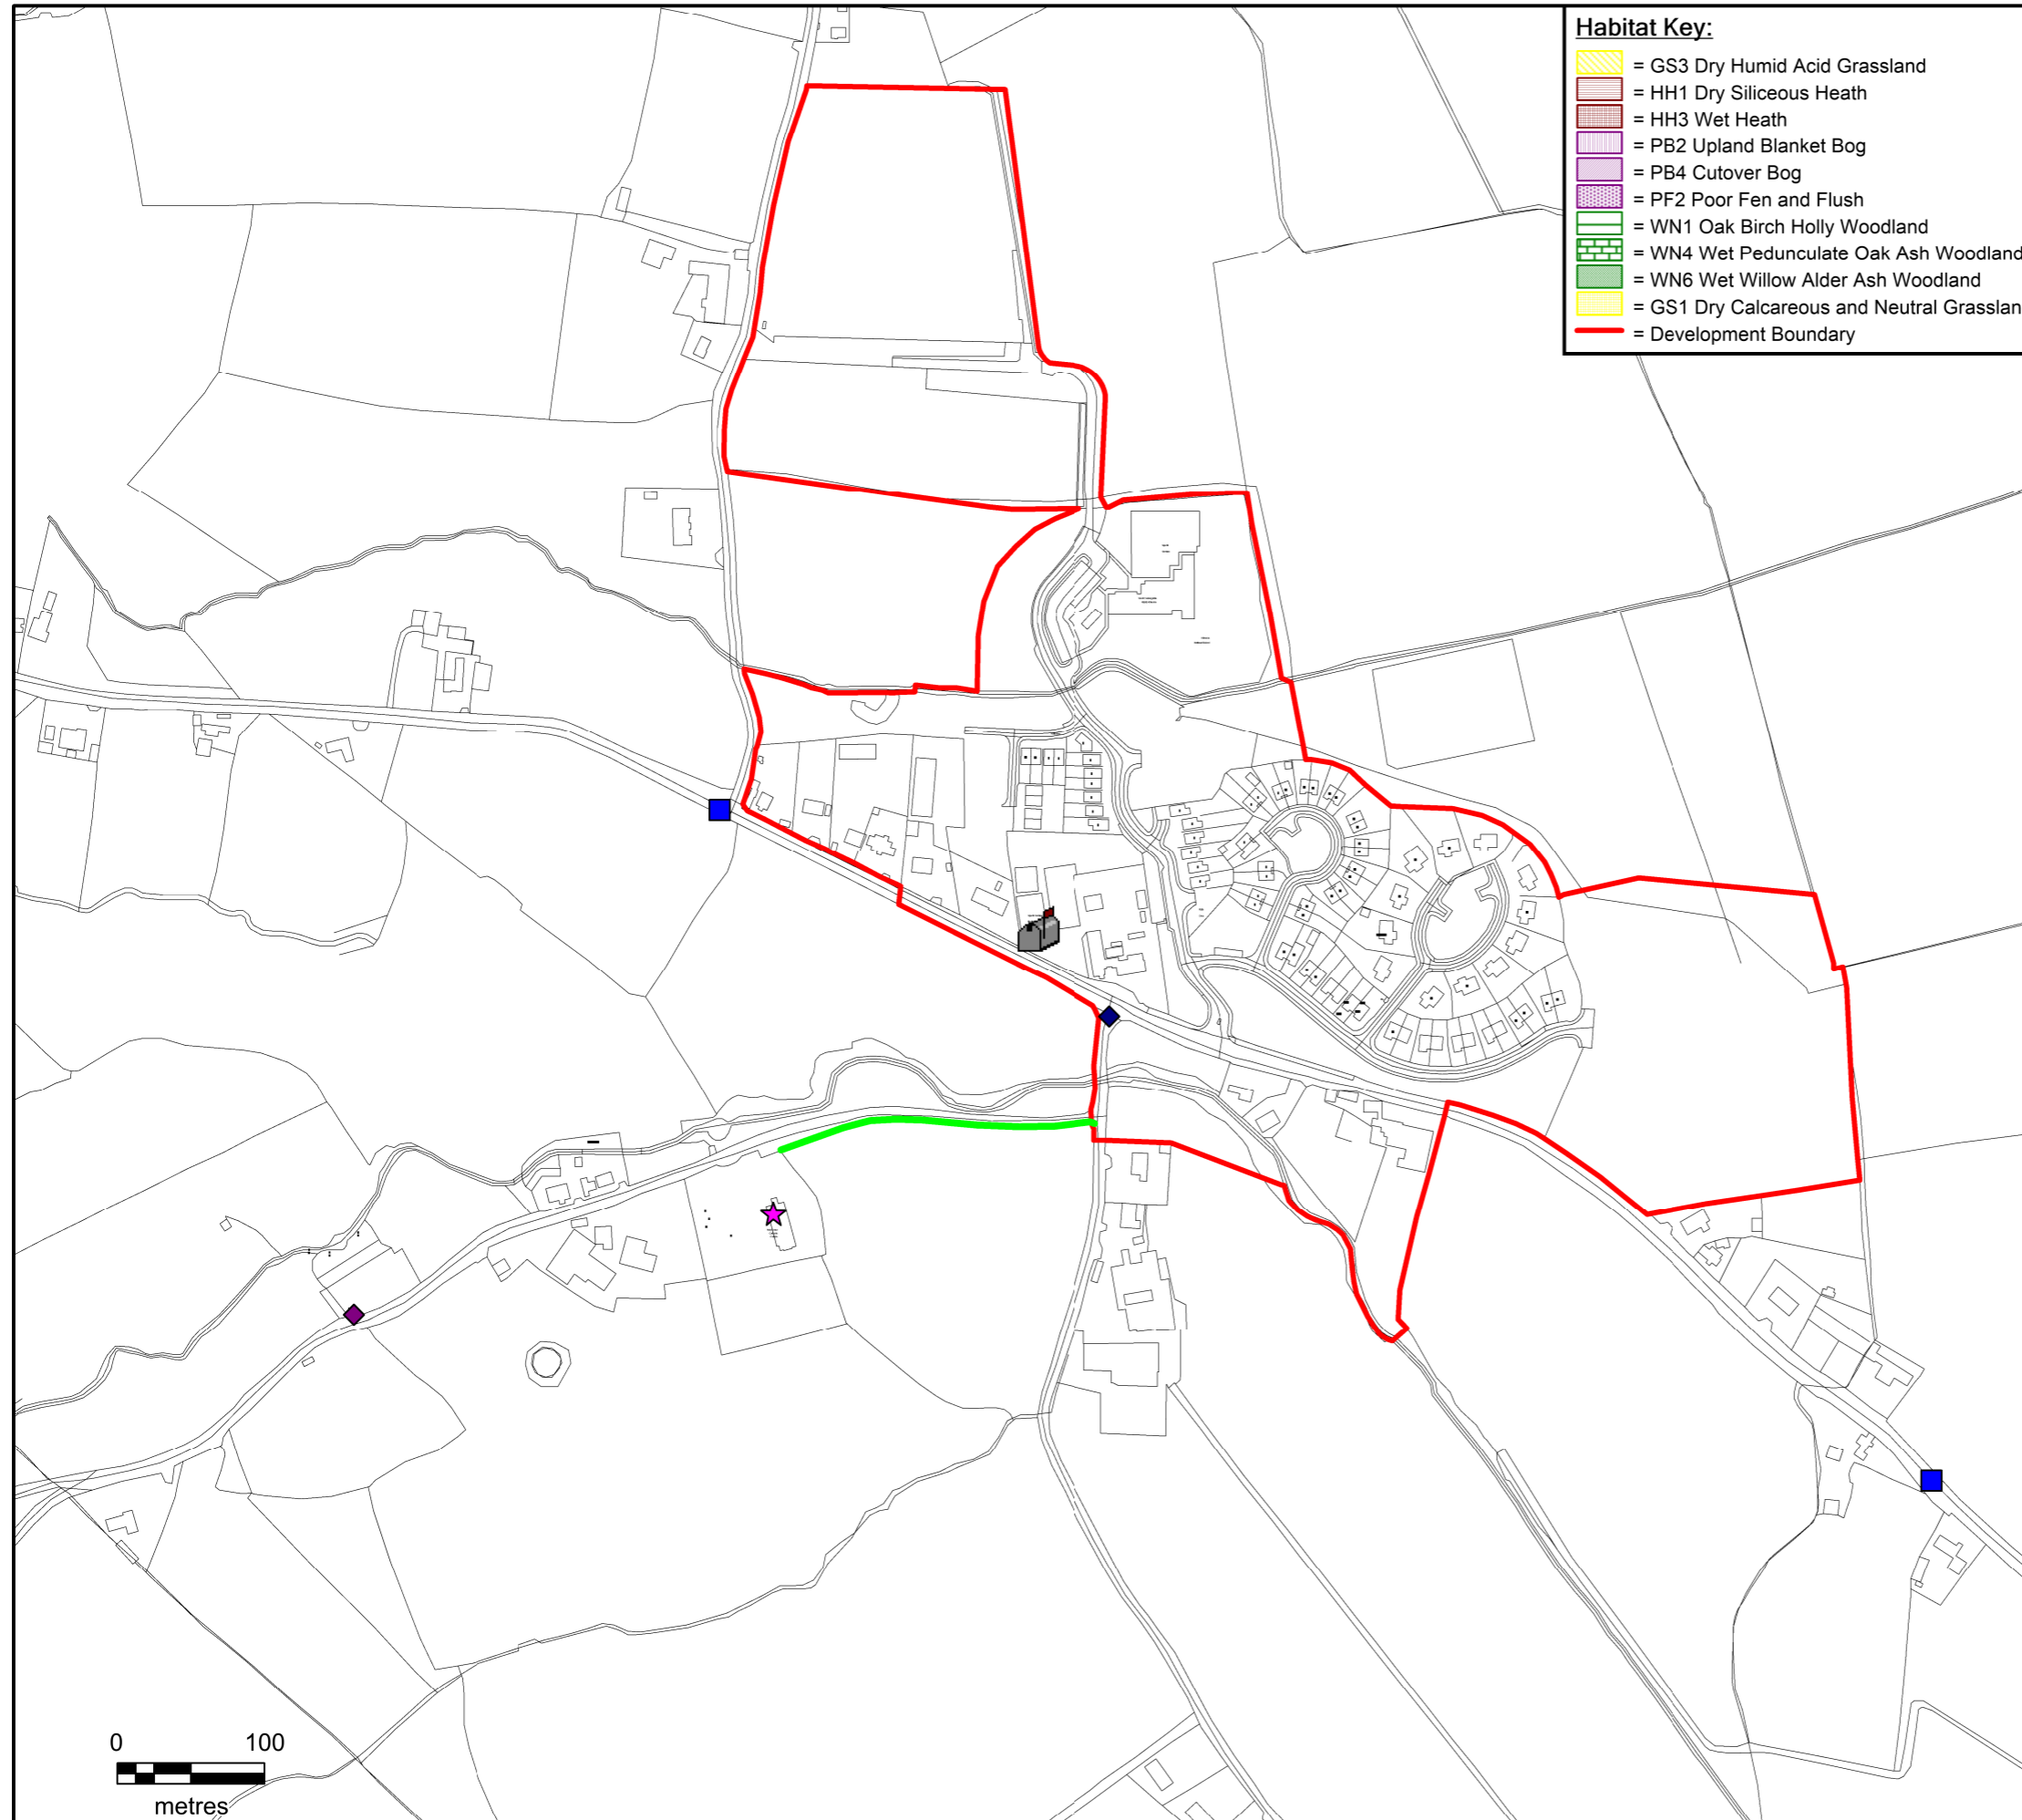 Habitat Key:
= GS3 Dry Humid Acid Grassland
= HH1 Dry Siliceous Heath
= HH3 Wet Heath
= PB2 Upland Blanket Bog
= PB4 Cutover Bog
= PF2 Poor Fen and Flush
= WN1 Oak Birch Holly Woodland
= WN4 Wet Pedunculate Oak Ash Woodland
= WN6 Wet Willow Alder Ash Woodland
= GS1 Dry Calcareous and Neutral Grasslan
= Development Boundary
0 100
metres